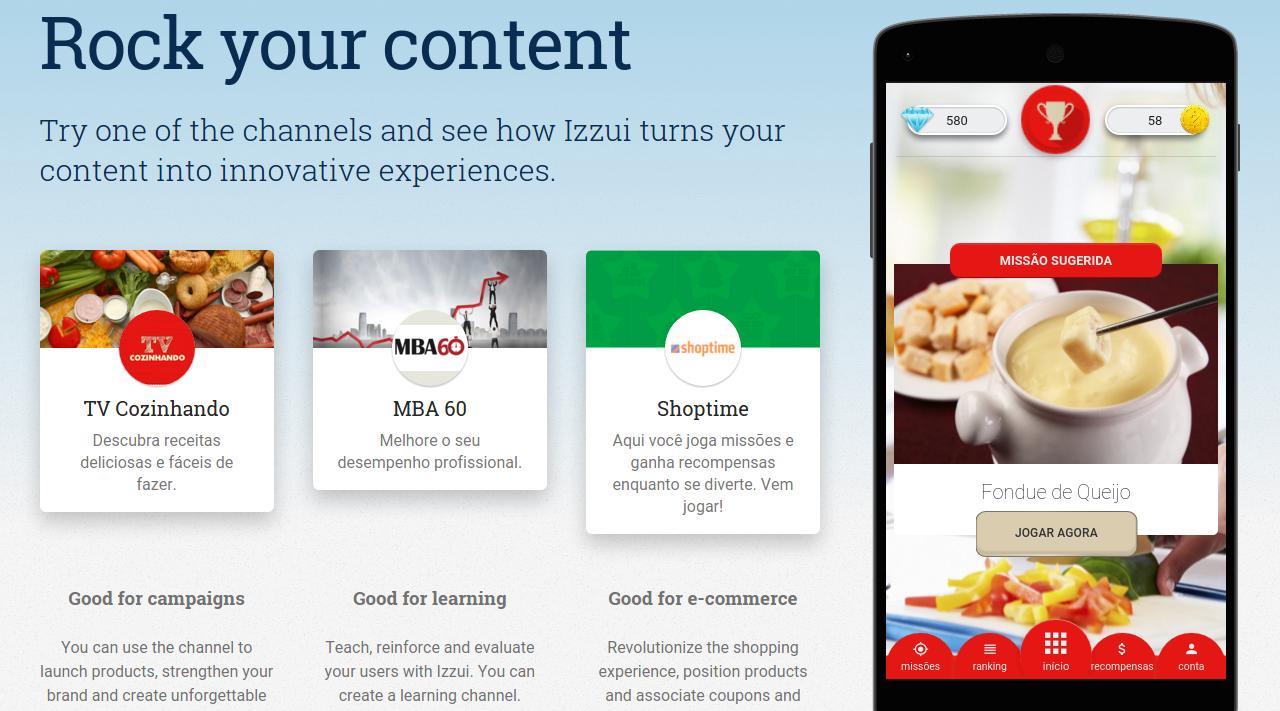 Rock your content
Try one of the channels and see how Izzui turns your
content into innovative experiences.
TV
COZINHANDO
TV Cozinhando
Descubra receitas
deliciosas e fáceis de
fazer.
MBA60
MBA 60
Melhore o seu
desempenho profissional.
shoptime
Shoptime
Aqui você joga missões e
ganha recompensas
enquanto se diverte. Vem
jogar!
Good for campaigns
You can use the channel to
launch products, strengthen your
brand and create unforgettable
Good for learning
Teach, reinforce and evaluate
your users with Izzui. You can
create a learning channel.
Good for e-commerce
Revolutionize the shopping
experience, position products
and associate coupons and
580
58
MISSÃO SUGERIDA
Fondue de Queijo
JOGAR AGORA
missões
ranking
início
recompensas
conta